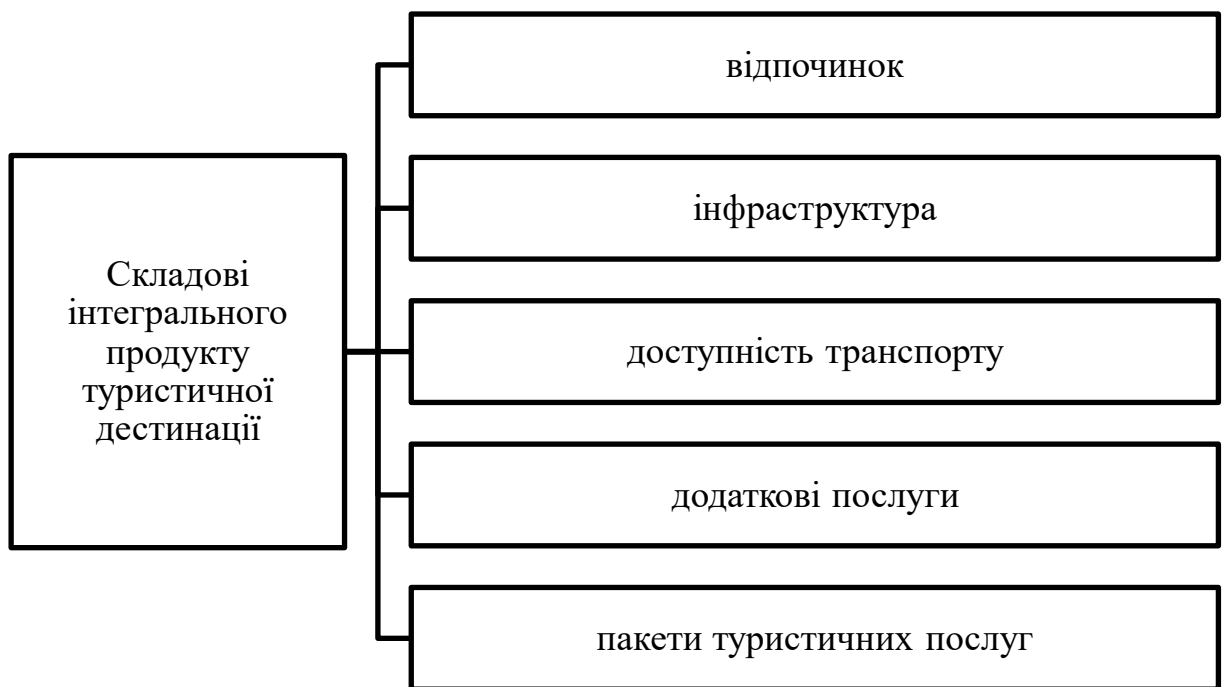 відпочинок
інфраструктура
Складові
інтегрального
продукту
туристичної
дестинації
доступність транспорту
додаткові послуги
пакети туристичних послуг